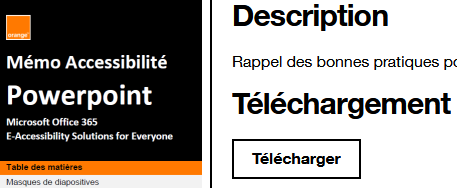 orange
Mémo Accessibilité
Powerpoint
Microsoft Office 365
E-Accessibility Solutions for Everyone
Table des matières
Masques de diapositives
Description
Rappel des bonnes pratiques
Téléchargement
Télécharger